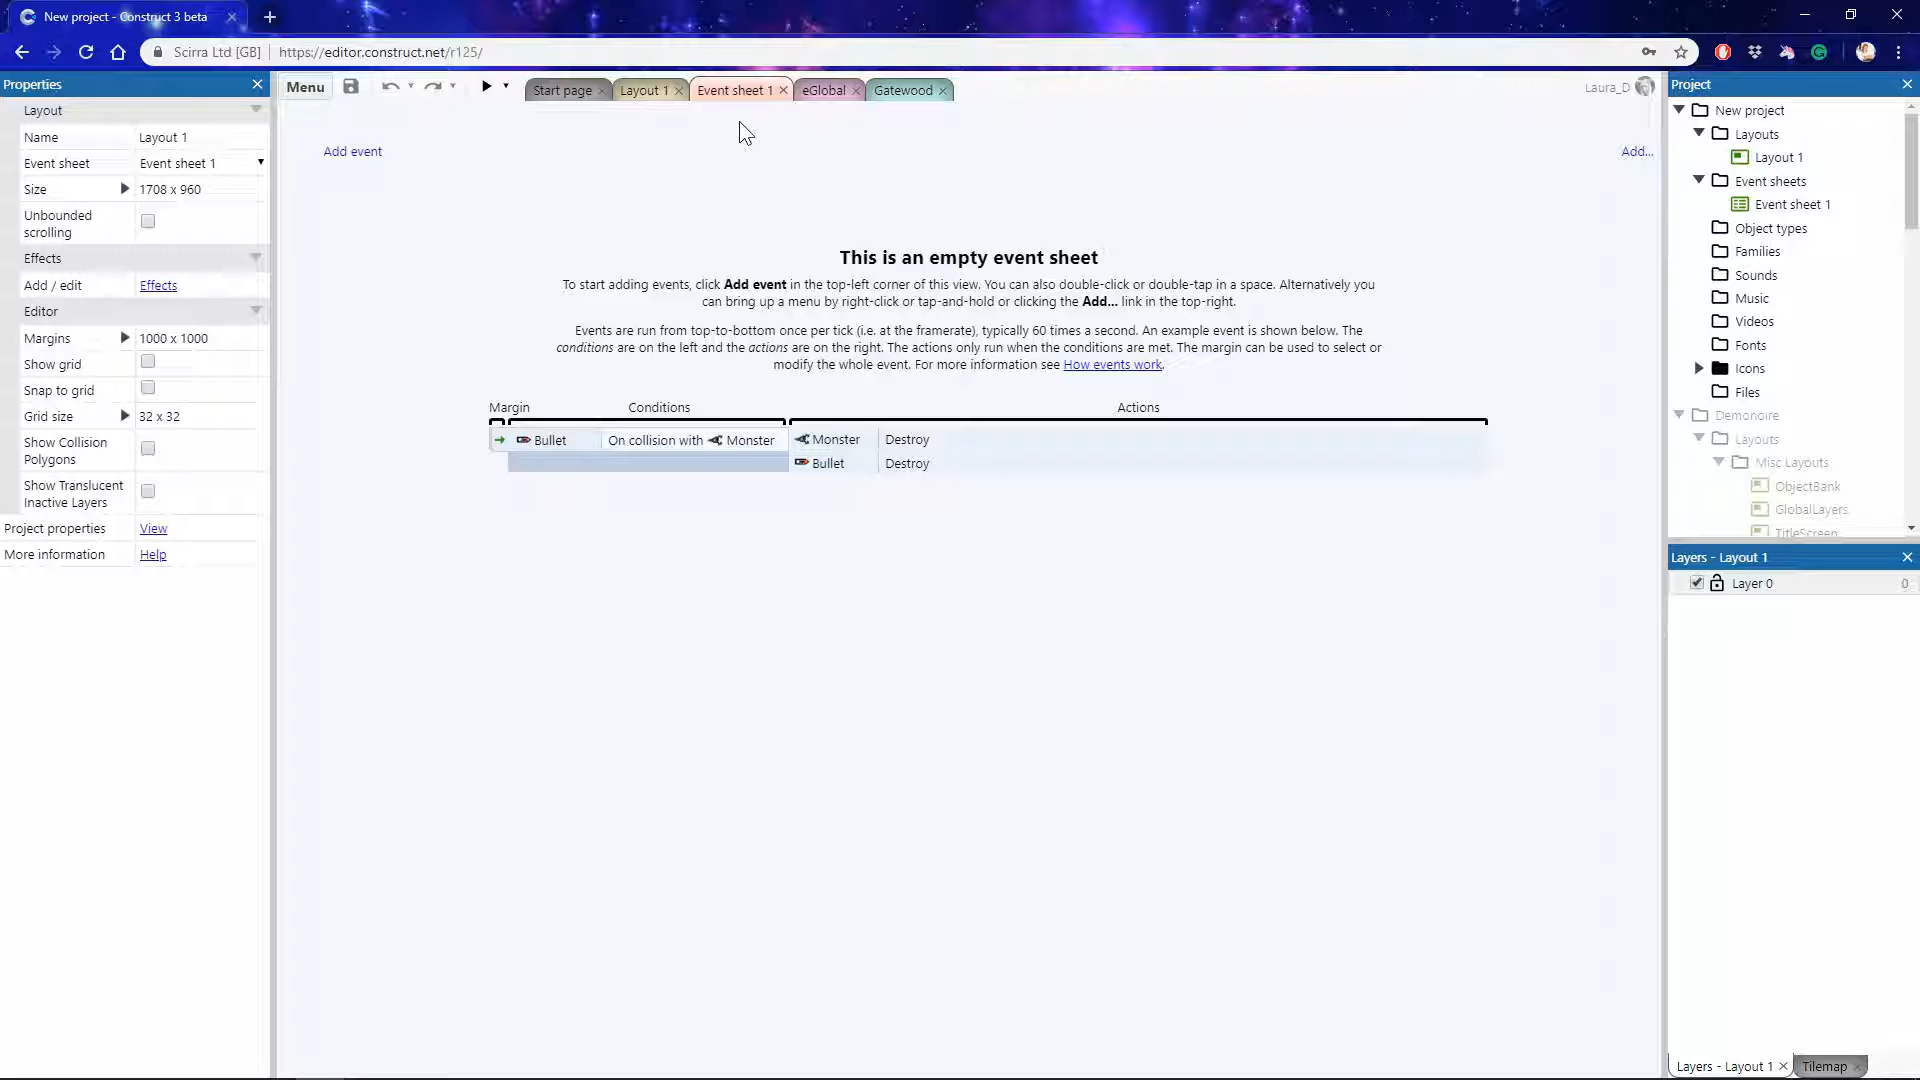 New project - Construct 3 beta
Scirra Ltd [GB] https://editor.construct.net/r125/
Properties
Menu
Start page
Layout 1
Event sheet 1
eGlobal
Gatewood
Laura_D
Project
Layout
Name Layout 1
Event sheet Event sheet 1
Size 1708 x 960
Unbounded
scrolling
Effects
Add / edit Effects
Editor
Margins 1000 x 1000
Show grid
Snap to grid
Grid size 32 x 32
Show Collision
Polygons
Show Translucent
Inactive Layers
Project properties View
More information Help
Add event
Add...
This is an empty event sheet
To start adding events, click Add event in the top-left corner of this view. You can also double-click or double-tap in a space. Alternatively you
can bring up a menu by right-click or tap-and-hold or clicking the Add... link in the top-right.
Events are run from top-to-bottom once per tick (i.e. at the framerate), typically 60 times a second. An example event is shown below. The
conditions are on the left and the actions are on the right. The actions only run when the conditions are met. The margin can be used to select or
modify the whole event. For more information see How events work.
Margin Conditions Actions
Bullet On collision with Monster Monster Destroy
Bullet Destroy
New project
Layouts
Layout 1
Event sheets
Event sheet 1
Object types
Families
Sounds
Music
Videos
Fonts
Icons
Files
Demonoire
Layouts
Misc Layouts
ObjectBank
GlobalLayers
TitleScreen
Layers - Layout 1
Layer 0 0
Layers - Layout 1
Tilemap